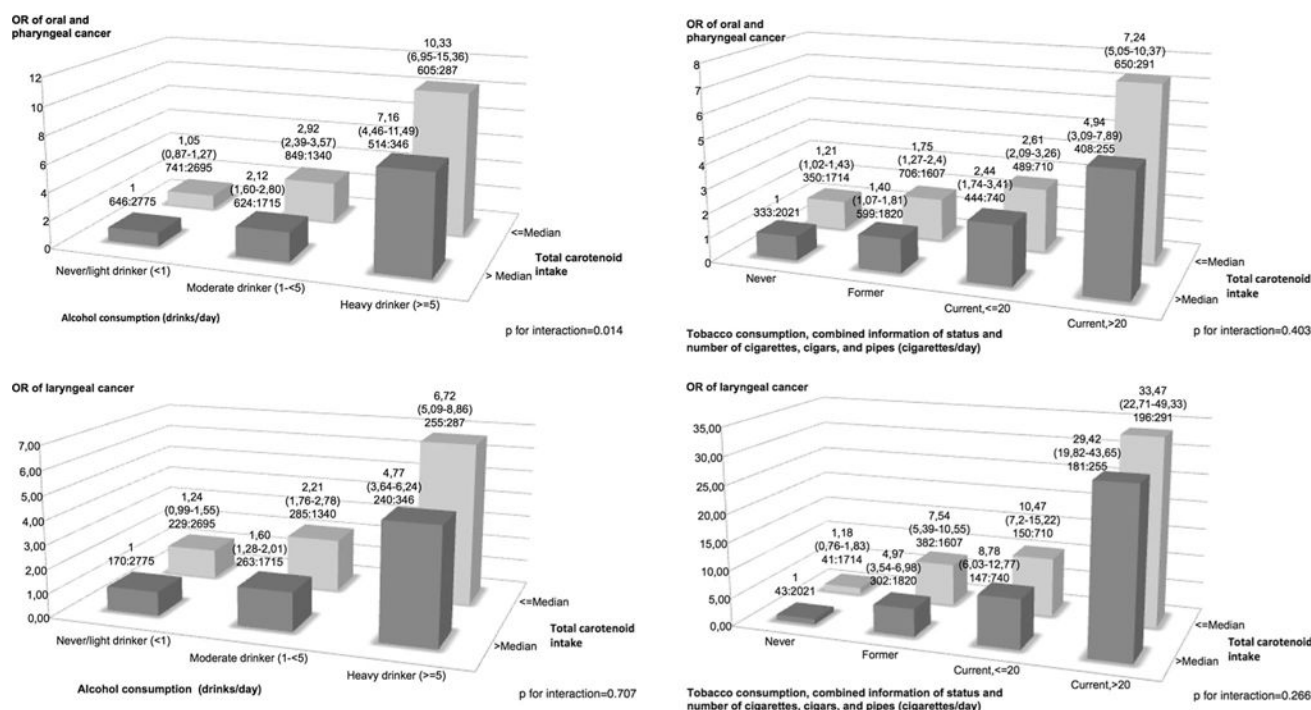 OR of oral and
pharyngeal cancer
12
10
8
6
4
2
0
1
646:2775
1,05
(0,87-1,27)
741:2695
2,12
(1,60-2,80)
624:1715
2,92
(2,39-3,57)
849:1340
7,16
(4,46-11,49)
514:346
10,33
(6,95-15,36)
605:287
<=Median
> Median
Total carotenoid
intake
Never/light drinker (<1)
Moderate drinker (1-<5)
Heavy drinker (>=5)
Alcohol consumption (drinks/day)
p for interaction=0.014
OR of oral and
pharyngeal cancer
8
7
6
5
4
3
2
1
0
1
333:2021
1,21
(1,02-1,43)
350:1714
1,40
(1,07-1,81)
599:1820
1,75
(1,27-2,4)
706:1607
2,44
(1,74-3,41)
444:740
2,61
(2,09-3,26)
489:710
4,94
(3,09-7,89)
408:255
7,24
(5,05-10,37)
650:291
<=Median
>Median
Total carotenoid
intake
Never
Former
Current,<=20
Current,>20
Tobacco consumption, combined information of status and
number of cigarettes, cigars, and pipes (cigarettes/day)
p for interaction=0.403
OR of laryngeal cancer
7,00
6,00
5,00
4,00
3,00
2,00
1,00
0,00
1
170:2775
1,24
(0,99-1,55)
229:2695
1,60
(1,28-2,01)
263:1715
2,21
(1,76-2,78)
285:1340
4,77
(3,64-6,24)
240:346
6,72
(5,09-8,86)
255:287
<=Median
>Median
Total carotenoid
intake
Never/light drinker (<1)
Moderate drinker (1-<5)
Heavy drinker (>=5)
Alcohol consumption (drinks/day)
p for interaction=0.707
OR of laryngeal cancer
35,00
30,00
25,00
20,00
15,00
10,00
5,00
0,00
1
43:2021
1,18
(0,76-1,83)
41:1714
4,97
(3,54-6,98)
302:1820
7,54
(5,39-10,55)
382:1607
8,78
(6,03-12,77)
147:740
10,47
(7,2-15,22)
150:710
29,42
(19,82-43,65)
181:255
33,47
(22,71-49,33)
196:291
<=Median
>Median
Total carotenoid
intake
Never
Former
Current,<=20
Current,>20
Tobacco consumption, combined information of status and
number of cigarettes, cigars, and pipes (cigarettes/day)
p for interaction=0.266